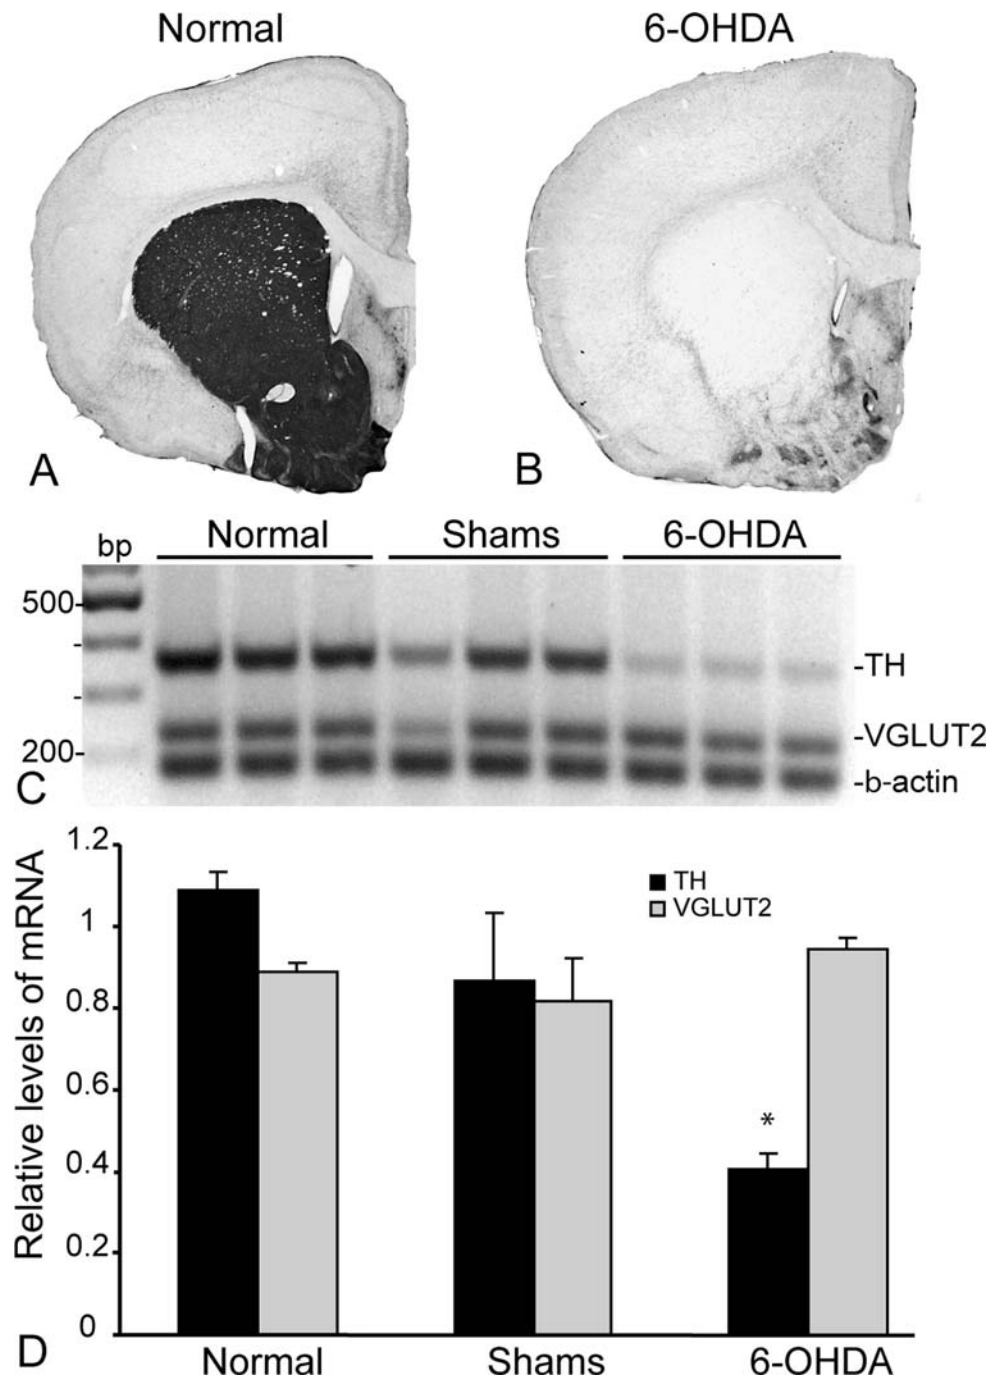 Normal 6-OHDA
A B
bp Normal Shams 6-OHDA
500-
-TH
-VGLUT2
200-
-b-actin
C
1.2
1
0.8
0.6
0.4
0.2
0
Relative levels of mRNA
TH
VGLUT2
*
D
Normal Shams 6-OHDA